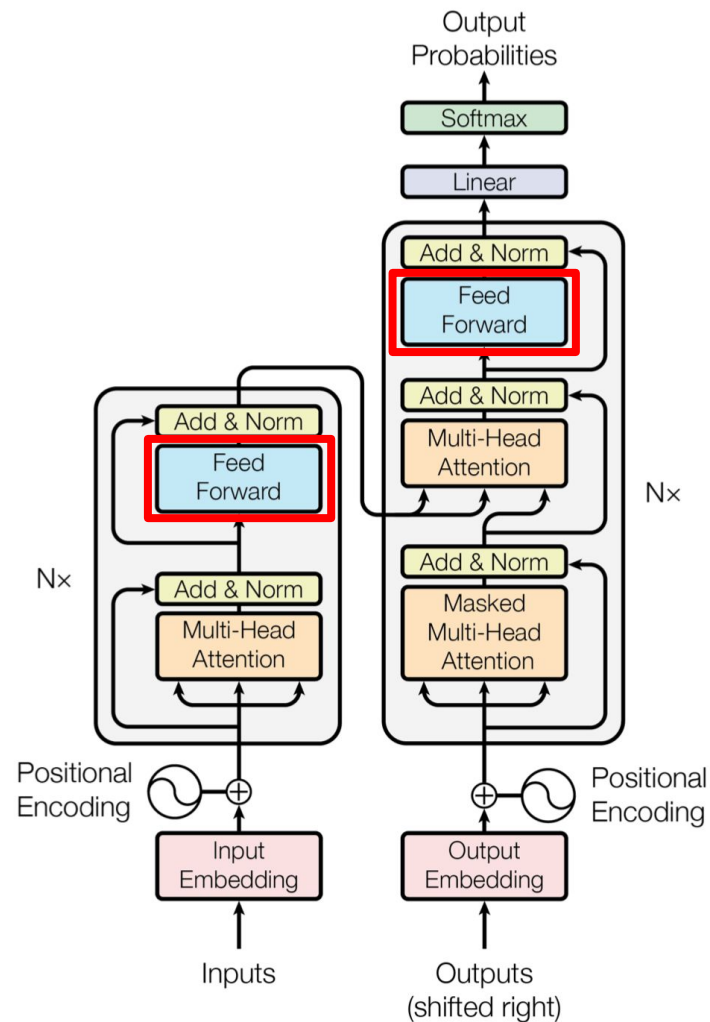 Output
Probabilities
Softmax
Linear
Add & Norm
Feed
Forward
Add & Norm
Multi-Head
Attention
Nx
Add & Norm
Masked
Multi-Head
Attention
Add & Norm
Feed
Forward
Nx
Add & Norm
Multi-Head
Attention
Positional
Encoding
Positional
Encoding
Input
Embedding
Output
Embedding
Inputs
Outputs
(shifted right)